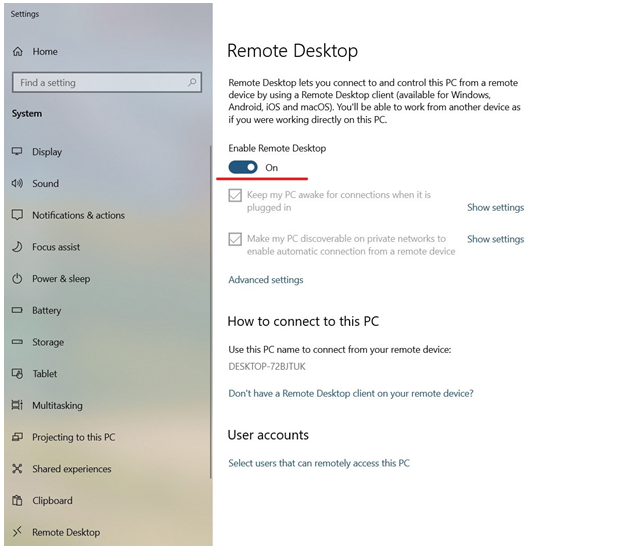 Settings
Home
Find a setting
System
Display
Sound
Notifications & actions
Focus assist
Power & sleep
Battery
Storage
Tablet
Multitasking
Projecting to this PC
Shared experiences
Clipboard
Remote Desktop
Remote Desktop
Remote Desktop lets you connect to and control this PC from a remote
device by using a Remote Desktop client (available for Windows,
Android, iOS and macOS). You'll be able to work from another device as
if you were working directly on this PC.
Enable Remote Desktop
On
Keep my PC awake for connections when it is
plugged in
Show settings
Make my PC discoverable on private networks to
enable automatic connection from a remote device
Show settings
Advanced settings
How to connect to this PC
Use this PC name to connect from your remote device:
DESKTOP-72BJTUK
Don't have a Remote Desktop client on your remote device?
User accounts
Select users that can remotely access this PC